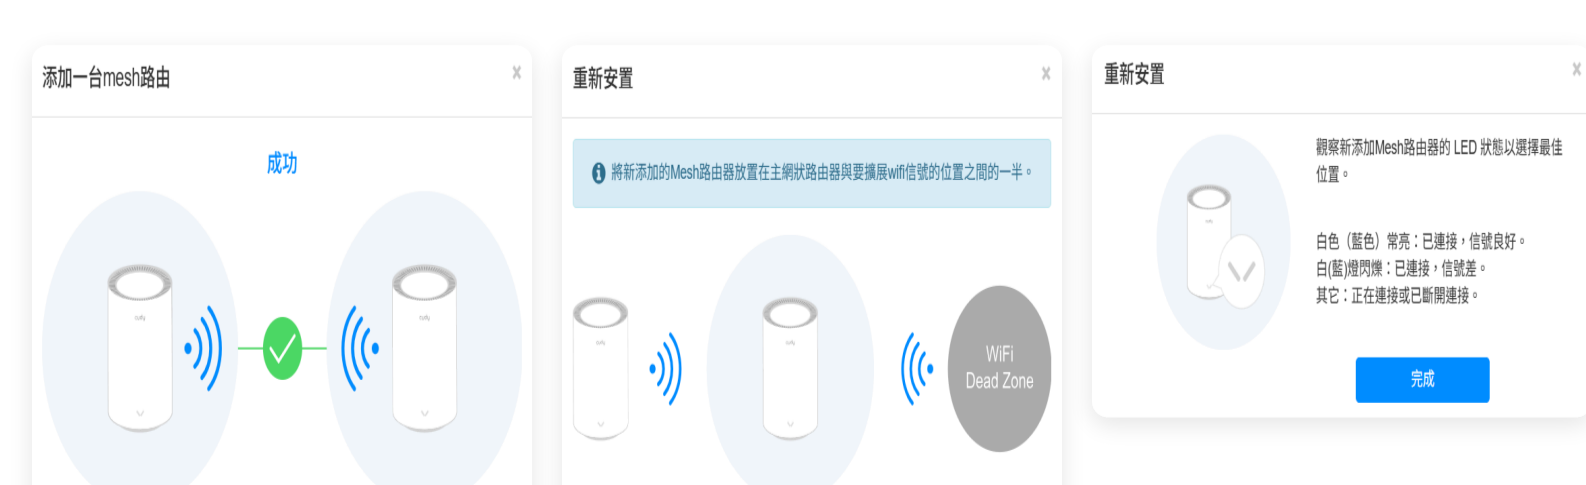 添加一台mesh路由
×
成功
重新安置
×
將新添加的Mesh路由器放置在主網狀路由器與要擴展wifi信號的位置之間的一半。
WiFi
Dead Zone
重新安置
×
觀察新添加Mesh路由器的 LED 狀態以選擇最佳
位置。
白色（藍色）常亮：已連接，信號良好。
白(藍)燈閃爍：已連接，信號差。
其它：正在連接或已斷開連接。
完成